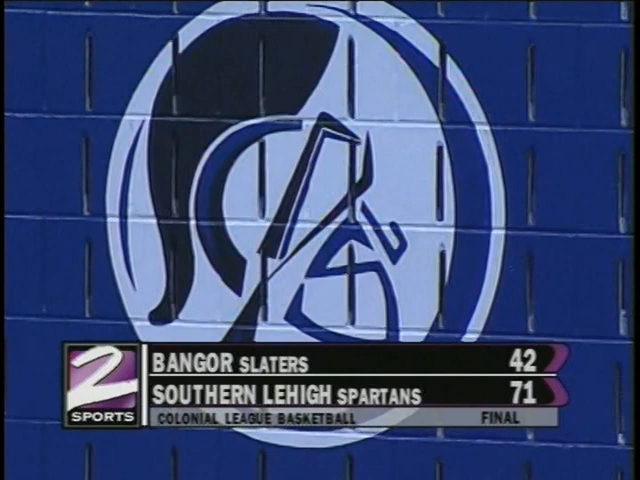 BANGOR SLATERS 42
SOUTHERN LEHIGH SPARTANS 71
2 SPORTS
COLONIAL LEAGUE BASKETBALL FINAL